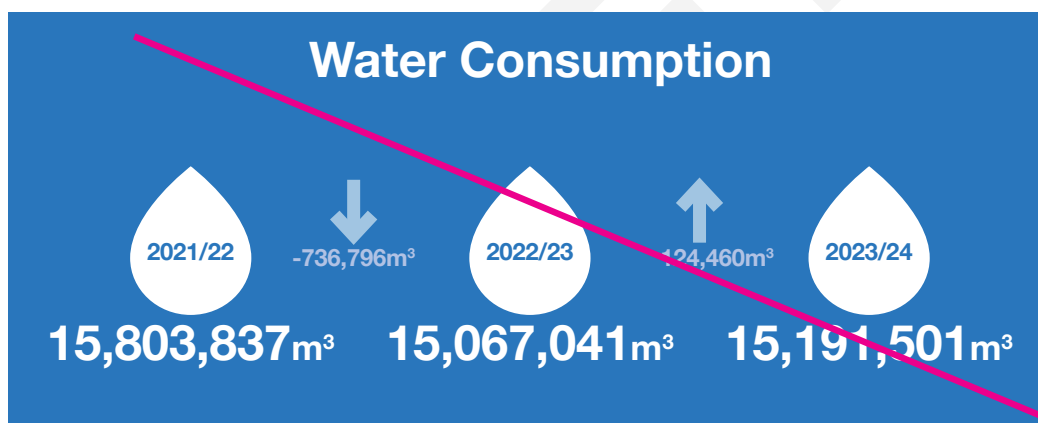 Water Consumption
2021/22
-736,796m³
2022/23
124,460m³
2023/24
15,803,837m³
15,067,041m³
15,191,501m³